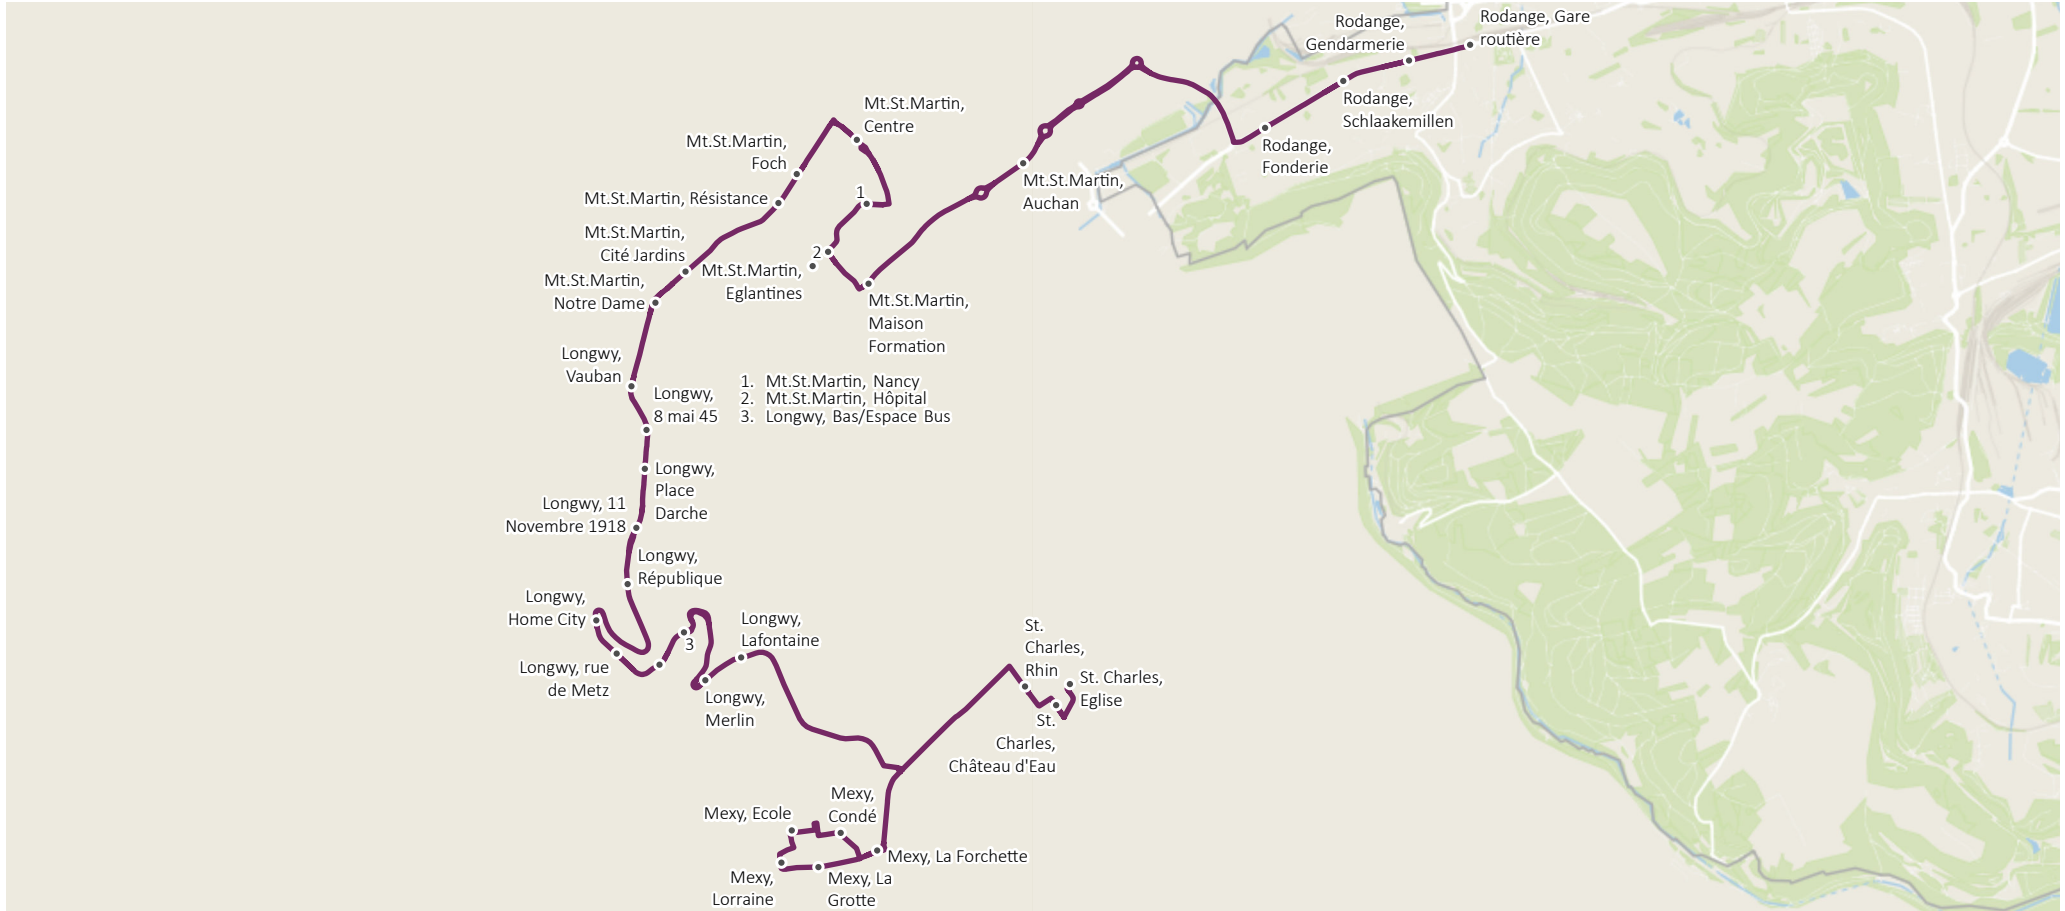 Rodange, Gare
routière
Rodange,
Gendarmerie
Rodange,
Schlaakemillen
Rodange,
Fonderie
Mt.St.Martin,
Auchan
Mt.St.Martin,
Centre
Mt.St.Martin,
Foch
Mt.St.Martin, Résistance
1
2
Mt.St.Martin,
Cité Jardins
Mt.St.Martin,
Eglantines
Mt.St.Martin,
Notre Dame
Mt.St.Martin,
Maison
Formation
Longwy,
Vauban
Longwy,
8 mai 45
1. Mt.St.Martin, Nancy
2. Mt.St.Martin, Hôpital
3. Longwy, Bas/Espace Bus
Longwy,
Place
Darche
Longwy, 11
Novembre 1918
Longwy,
République
Longwy,
Home City
3
Longwy, rue
de Metz
Longwy,
Lafontaine
Longwy,
Merlin
St.
Charles,
Rhin
St. Charles,
Eglise
St.
Charles,
Château d'Eau
Mexy, Ecole
Mexy,
Condé
Mexy, La Forchette
Mexy,
Lorraine
Mexy, La
Grotte